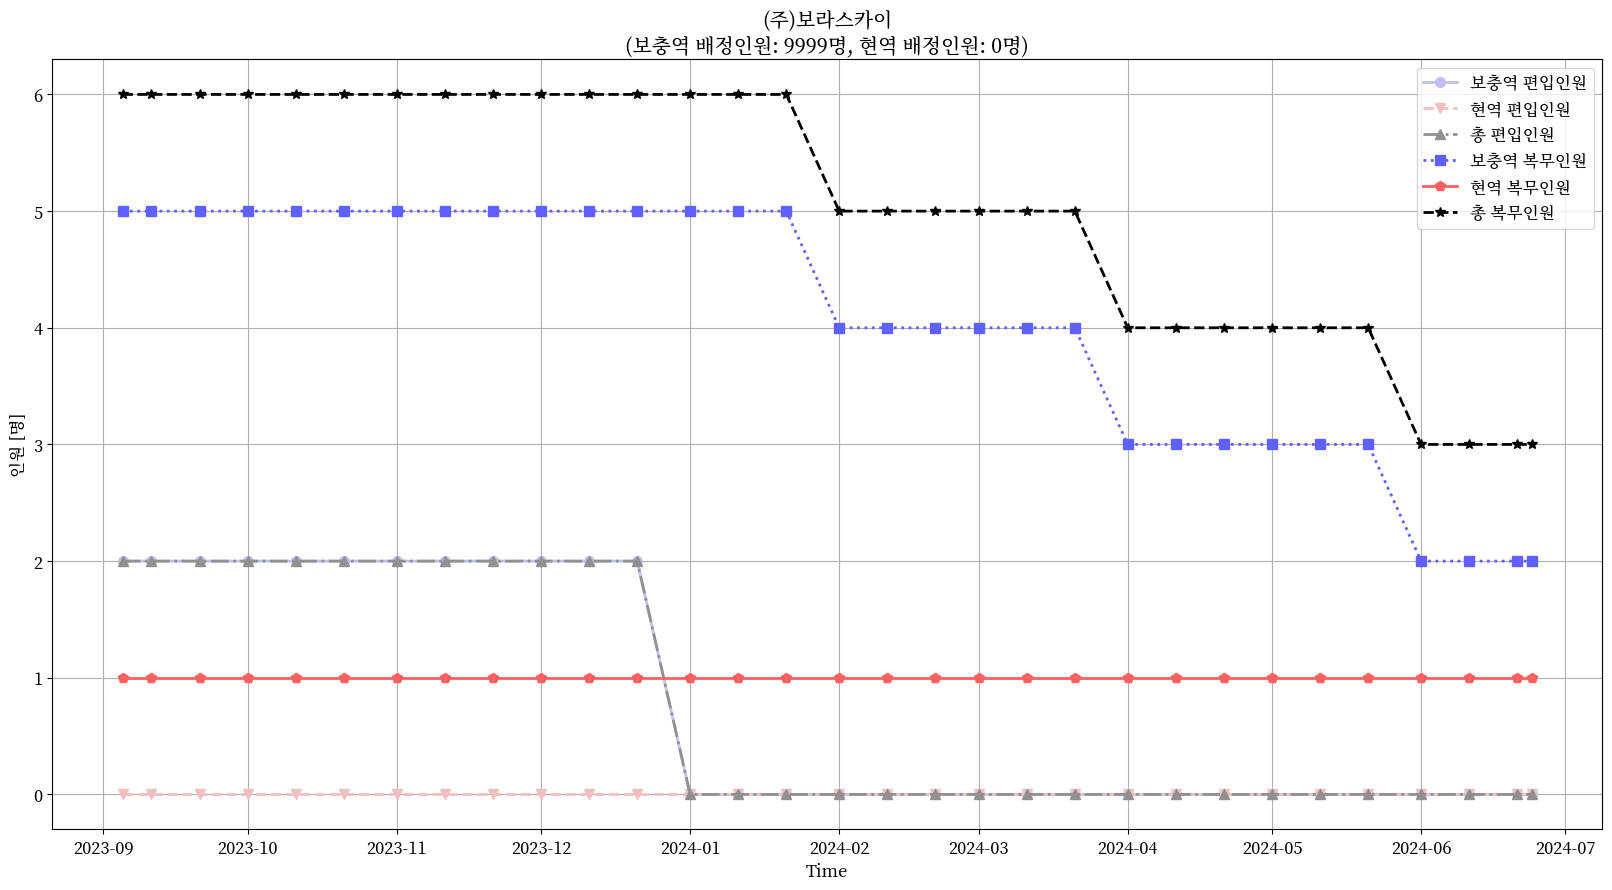 (주)보라스카이
(보충역 배정인원: 9999명, 현역 배정인원: 0명)
보충역 편입인원
현역 편입인원
총 편입인원
보충역 복무인원
현역 복무인원
총 복무인원
인원 [명]
6
5
4
3
2
1
0
2023-09 2023-10 2023-11 2023-12 2024-01 2024-02 2024-03 2024-04 2024-05 2024-06 2024-07
Time